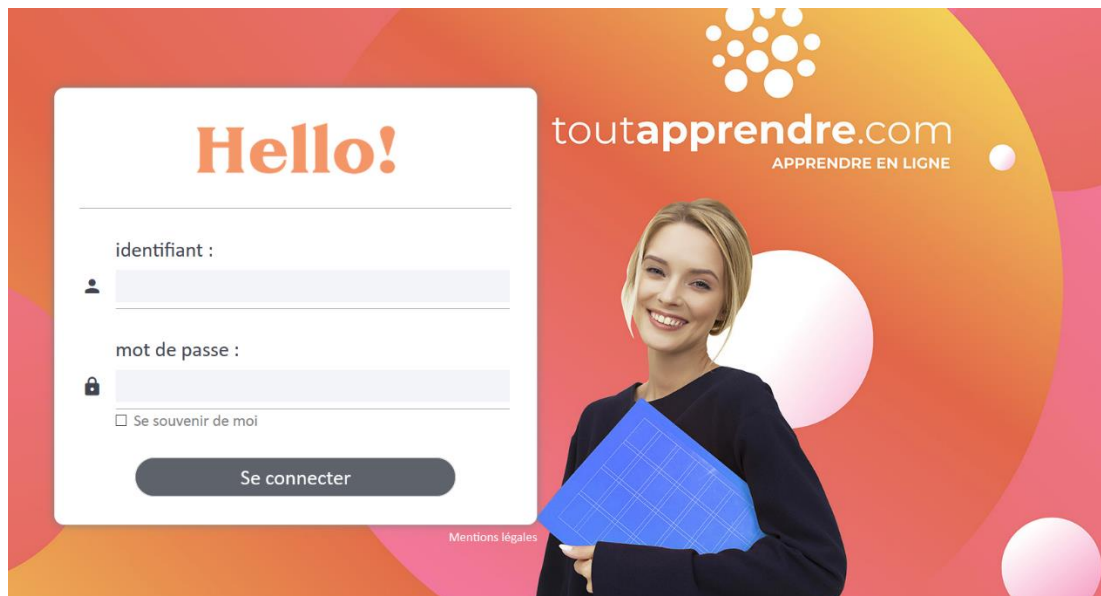 Hello!
identifiant :
mot de passe :
Se souvenir de moi
Se connecter
Mentions légales
toutapprendre.com
APPRENDRE EN LIGNE